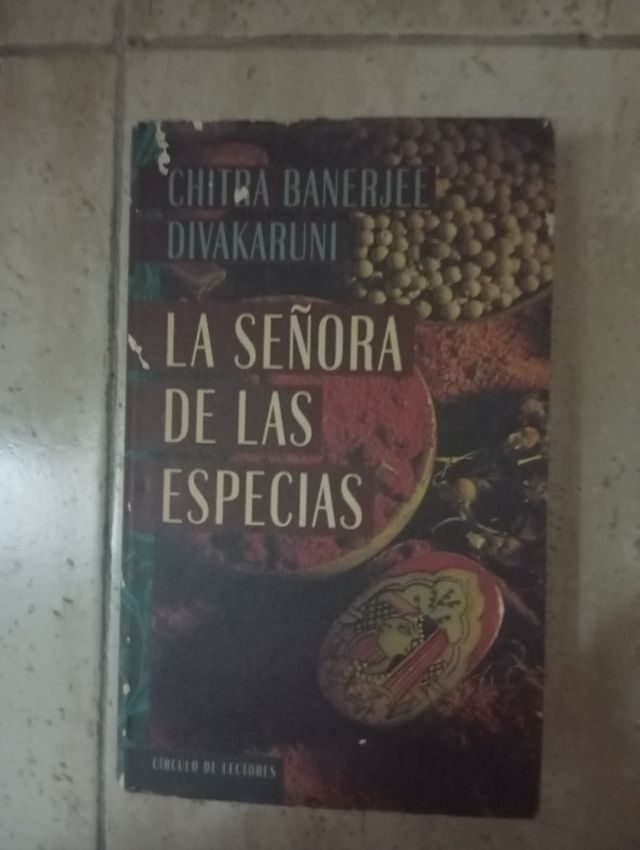 CHITRA BANERJEE
DIVAKARUNI
LA SEÑORA
DE LAS
ESPECIAS
CÍRCULO DE LECTORES